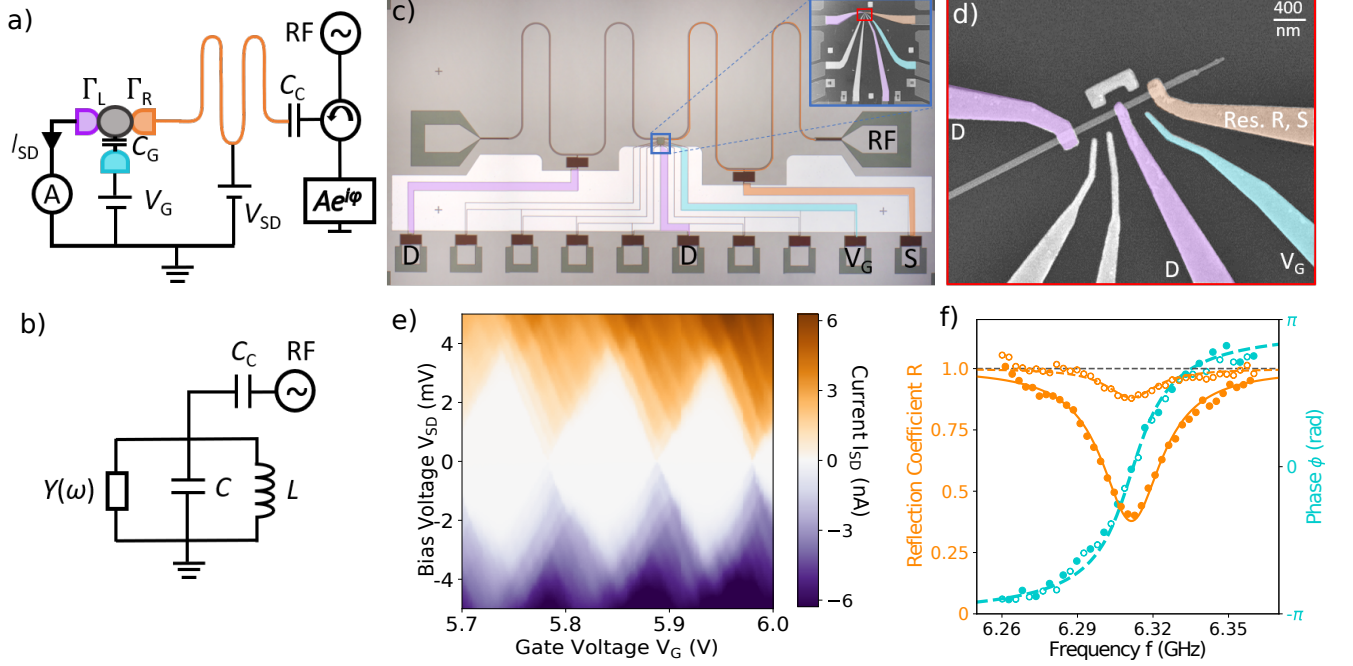 a)
RF
C_C
Γ_L
Γ_R
I_SD
C_G
A
V_G
V_SD
Ae^iφ
b)
C_C
RF
Y(ω)
C
L
c)
RF
D
D
V_G
S
d)
400
nm
D
Res. R, S
D
V_G
e)
Bias Voltage V_SD (mV)
4
2
0
-2
-4
5.7
5.8
5.9
6.0
Gate Voltage V_G (V)
6
3
0
−3
−6
Current I_SD (nA)
f)
Reflection Coefficient R
1.0
0.75
0.5
0.25
0
6.26
6.29
6.32
6.35
Frequency f (GHz)
π
0
-π
Phase ϕ (rad)